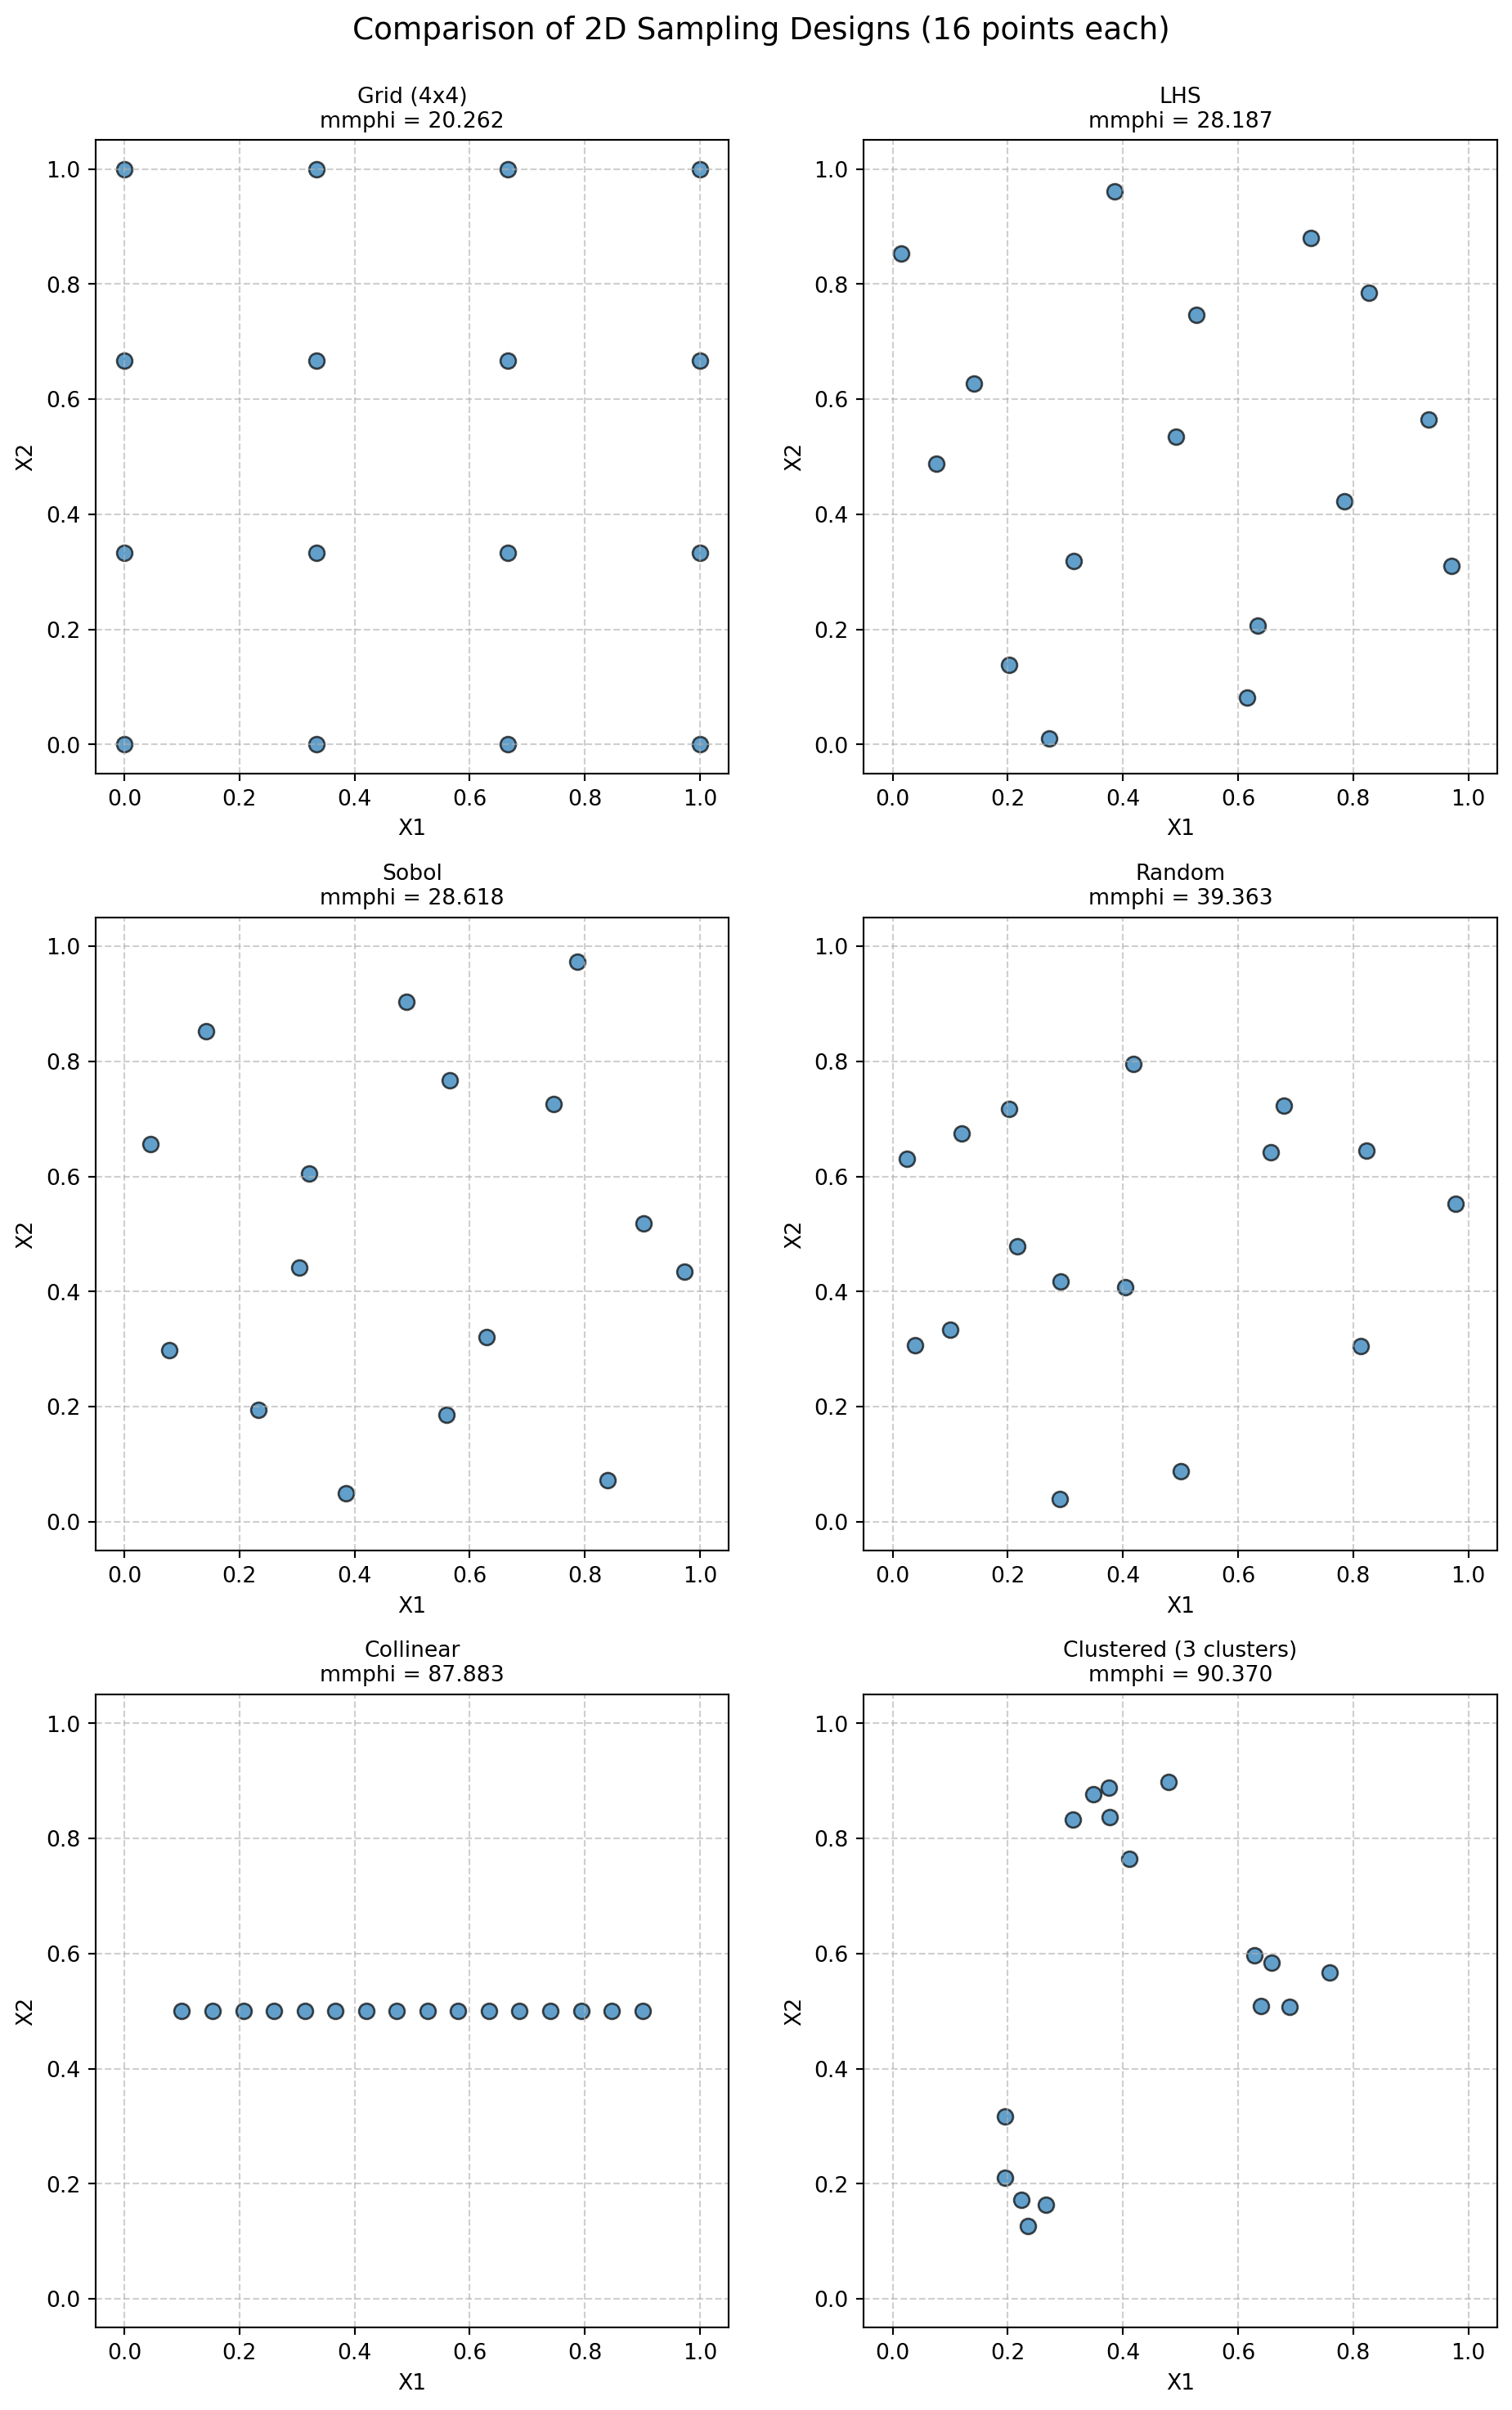 Comparison of 2D Sampling Designs (16 points each)
Grid (4x4)
mmphi = 20.262
1.0
0.8
0.6
0.4
0.2
0.0
X2
0.0 0.2 0.4 0.6 0.8 1.0
X1
LHS
mmphi = 28.187
1.0
0.8
0.6
0.4
0.2
0.0
X2
0.0 0.2 0.4 0.6 0.8 1.0
X1
Sobol
mmphi = 28.618
1.0
0.8
0.6
0.4
0.2
0.0
X2
0.0 0.2 0.4 0.6 0.8 1.0
X1
Random
mmphi = 39.363
1.0
0.8
0.6
0.4
0.2
0.0
X2
0.0 0.2 0.4 0.6 0.8 1.0
X1
Collinear
mmphi = 87.883
1.0
0.8
0.6
0.4
0.2
0.0
X2
0.0 0.2 0.4 0.6 0.8 1.0
X1
Clustered (3 clusters)
mmphi = 90.370
1.0
0.8
0.6
0.4
0.2
0.0
X2
0.0 0.2 0.4 0.6 0.8 1.0
X1